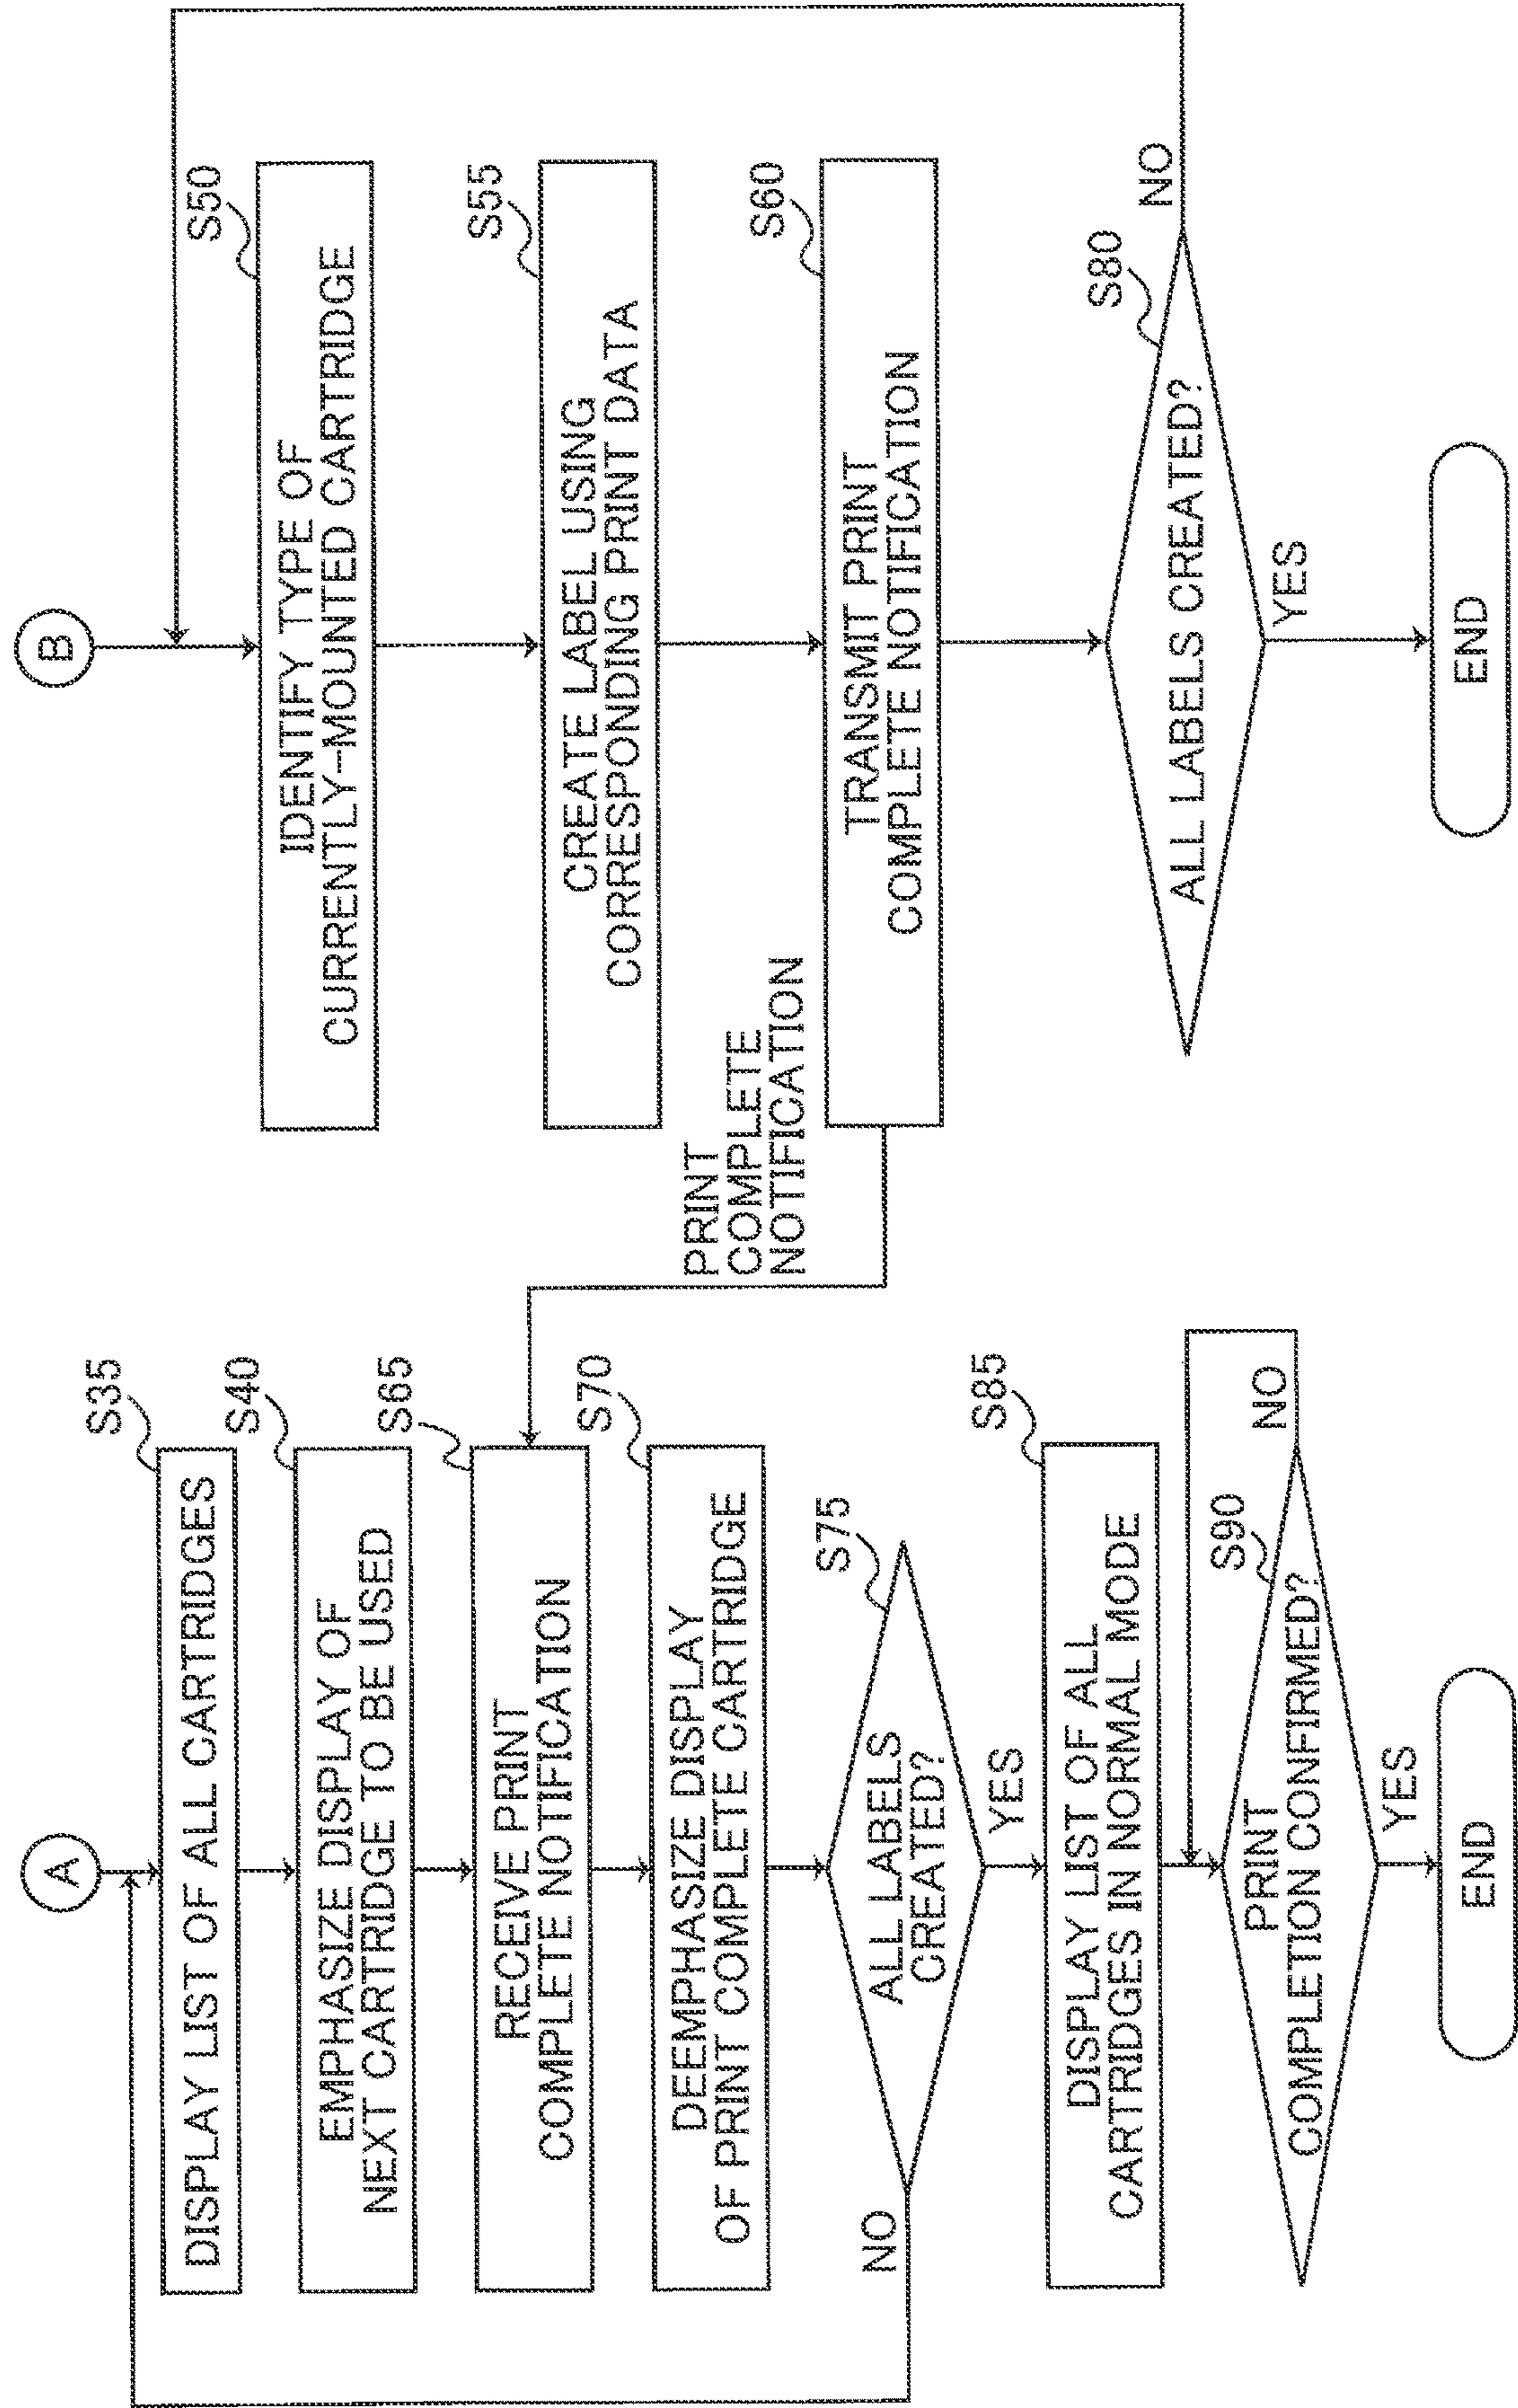 A
S35
DISPLAY LIST OF ALL CARTRIDGES
S40
EMPHASIZE DISPLAY OF
NEXT CARTRIDGE TO BE USED
S65
RECEIVE PRINT
COMPLETE NOTIFICATION
S70
DEEMPHASIZE DISPLAY
OF PRINT COMPLETE CARTRIDGE
S75
ALL LABELS
CREATED?
NO
YES
S85
DISPLAY LIST OF ALL
CARTRIDGES IN NORMAL MODE
S90
PRINT
COMPLETION CONFIRMED?
NO
YES
END
PRINT
COMPLETE
NOTIFICATION
B
S50
IDENTIFY TYPE OF
CURRENTLY-MOUNTED CARTRIDGE
S55
CREATE LABEL USING
CORRESPONDING PRINT DATA
S60
TRANSMIT PRINT
COMPLETE NOTIFICATION
S80
ALL LABELS CREATED?
NO
YES
END